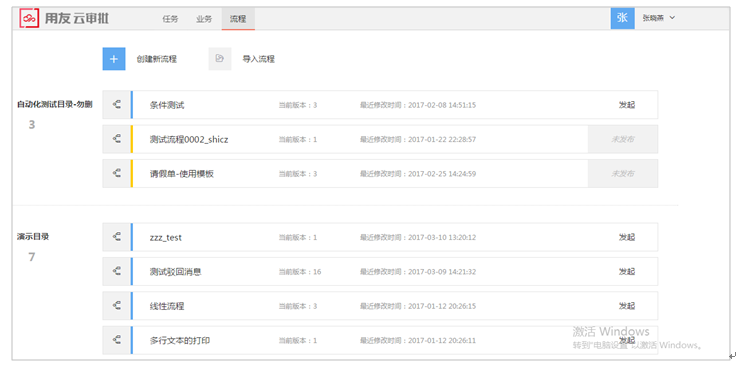 用友云审批 任务 业务 流程 张 张晓燕
创建新流程 导入流程
自动化测试目录-勿删
3
条件测试 当前版本：3 最近修改时间：2017-02-08 14:51:15 发起
测试流程0002_shicz 当前版本：1 最近修改时间：2017-01-22 22:28:57 未发布
请假单-使用模板 当前版本：3 最近修改时间：2017-02-25 14:24:59 未发布
演示目录
7
zzz_test 当前版本：1 最近修改时间：2017-03-10 13:20:12 发起
测试驳回消息 当前版本：16 最近修改时间：2017-03-09 14:21:32 发起
线性流程 当前版本：3 最近修改时间：2017-01-12 20:26:15 发起
多行文本的打印 当前版本：1 最近修改时间：2017-01-12 20:26:11 发起
激活 Windows
转到"电脑设置"以激活 Windows。